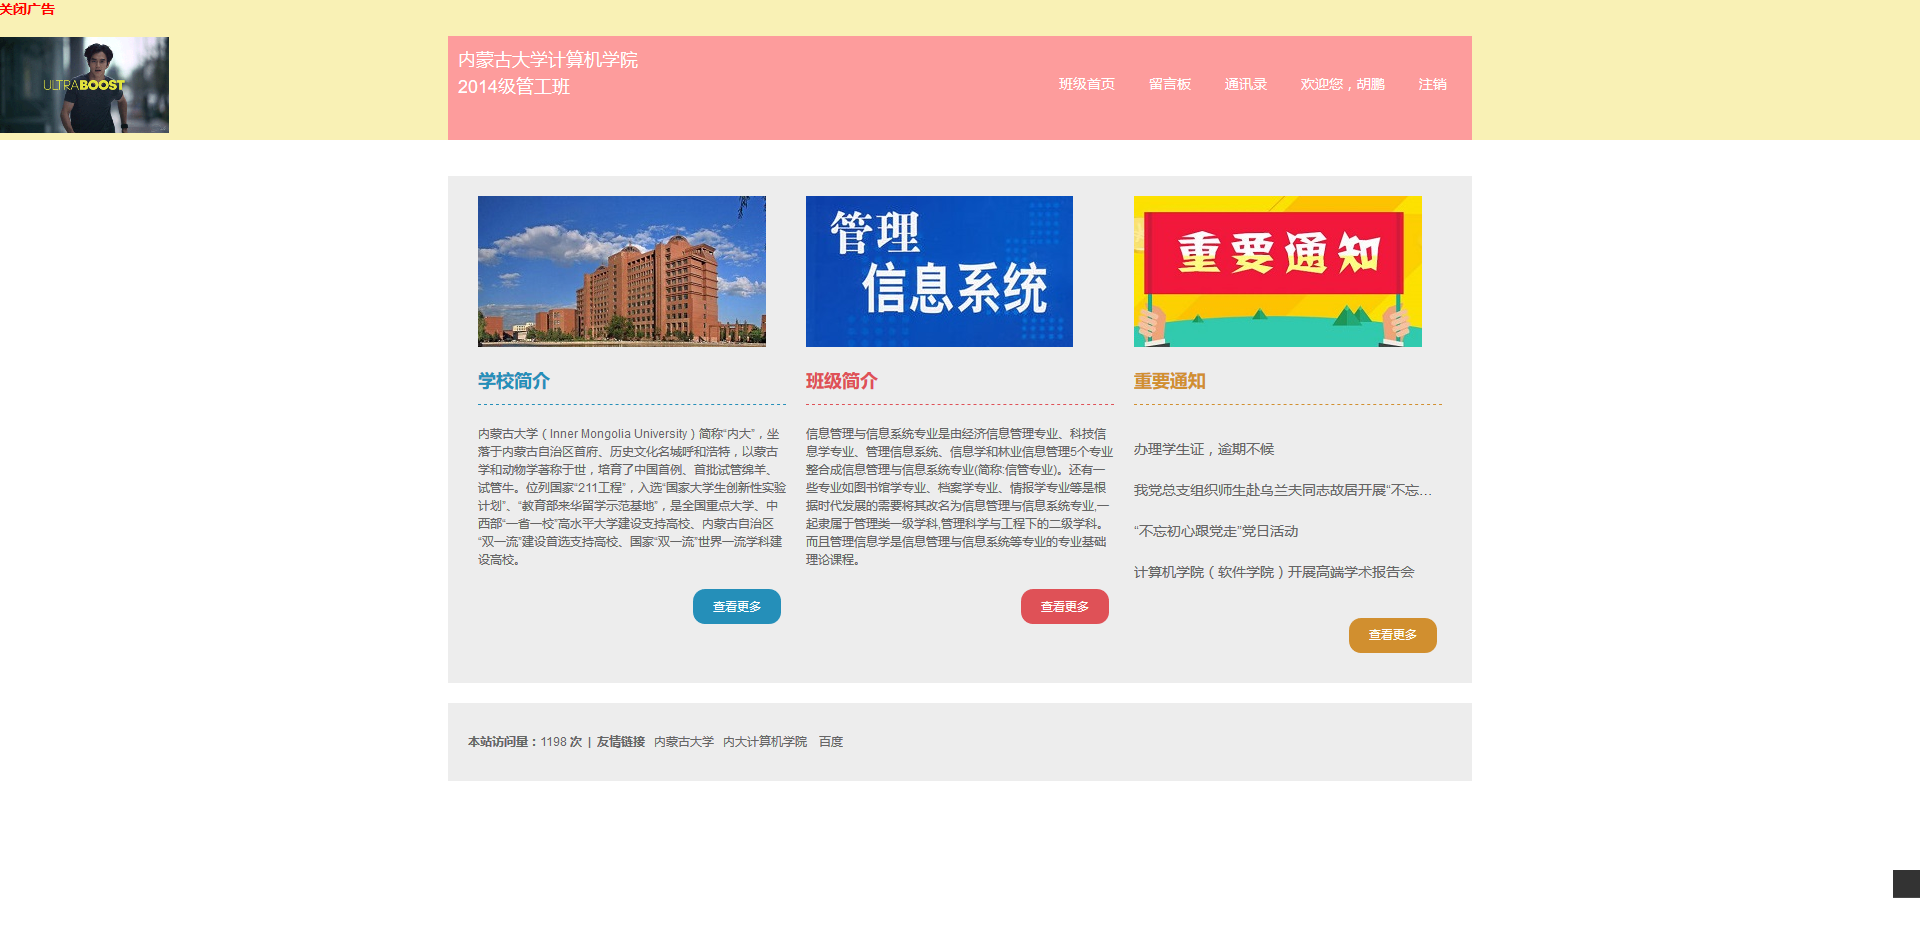 关闭广告
ULTRABOOST
内蒙古大学计算机学院
2014级管工班
班级首页 留言板 通讯录 欢迎您，胡鹏 注销
管理
信息系统
重要通知
学校简介
内蒙古大学（Inner Mongolia University）简称“内大”，坐
落于内蒙古自治区首府、历史文化名城呼和浩特，以蒙古
学和动物学著称于世，培育了中国首例、首批试管绵羊、
试管牛。位列国家“211工程”，入选“国家大学生创新性实验
计划”、“教育部来华留学示范基地”，是全国重点大学、中
西部“一省一校”高水平大学建设支持高校、内蒙古自治区
“双一流”建设首选支持高校、国家“双一流”世界一流学科建
设高校。
查看更多
班级简介
信息管理与信息系统专业是由经济信息管理专业、科技信
息学专业、管理信息系统、信息学和林业信息管理5个专业
整合成信息管理与信息系统专业(简称:信管专业)。还有一
些专业如图书馆学专业、档案学专业、情报学专业等是根
据时代发展的需要将其改名为信息管理与信息系统专业,一
起隶属于管理类一级学科,管理科学与工程下的二级学科。
而且管理信息学是信息管理与信息系统等专业的专业基础
理论课程。
查看更多
重要通知
办理学生证，逾期不候
我党总支组织师生赴乌兰夫同志故居开展“不忘...
“不忘初心跟党走”党日活动
计算机学院（软件学院）开展高端学术报告会
查看更多
本站访问量：1198 次 | 友情链接 内蒙古大学 内大计算机学院 百度